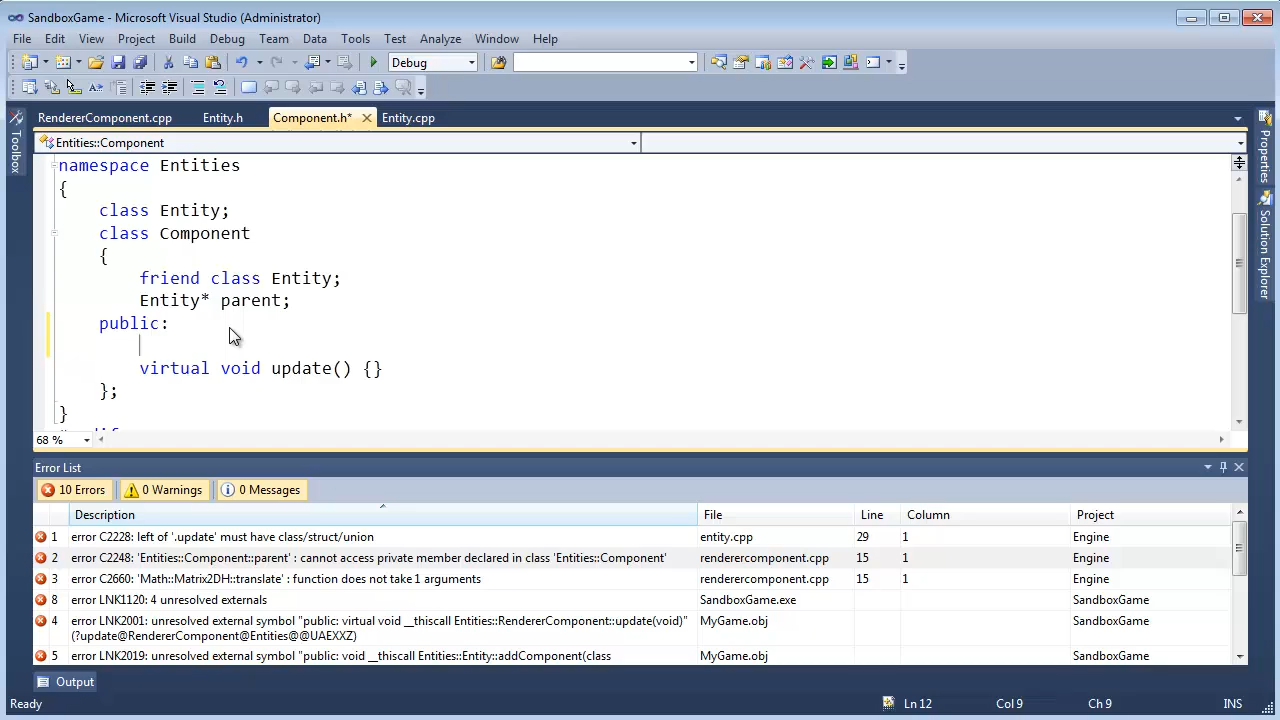 SandboxGame - Microsoft Visual Studio (Administrator)
File Edit View Project Build Debug Team Data Tools Test Analyze Window Help
Debug
RendererComponent.cpp Entity.h Component.h* Entity.cpp
Toolbox
Properties
Solution Explorer
Entities::Component
namespace Entities
{
class Entity;
class Component
{
friend class Entity;
Entity* parent;
public:
virtual void update() {}
};
}
68 %
Error List
10 Errors 0 Warnings 0 Messages
Description File Line Column Project
1 error C2228: left of '.update' must have class/struct/union entity.cpp 29 1 Engine
2 error C2248: 'Entities::Component::parent' : cannot access private member declared in class 'Entities::Component' renderercomponent.cpp 15 1 Engine
3 error C2660: 'Math::Matrix2DH::translate' : function does not take 1 arguments renderercomponent.cpp 15 1 Engine
8 error LNK1120: 4 unresolved externals SandboxGame.exe SandboxGame
4 error LNK2001: unresolved external symbol "public: virtual void __thiscall Entities::RendererComponent::update(void)" MyGame.obj SandboxGame
(?update@RendererComponent@Entities@@UAEXXZ)
5 error LNK2019: unresolved external symbol "public: void __thiscall Entities::Entity::addComponent(class MyGame.obj SandboxGame
Output
Ready Ln 12 Col 9 Ch 9 INS